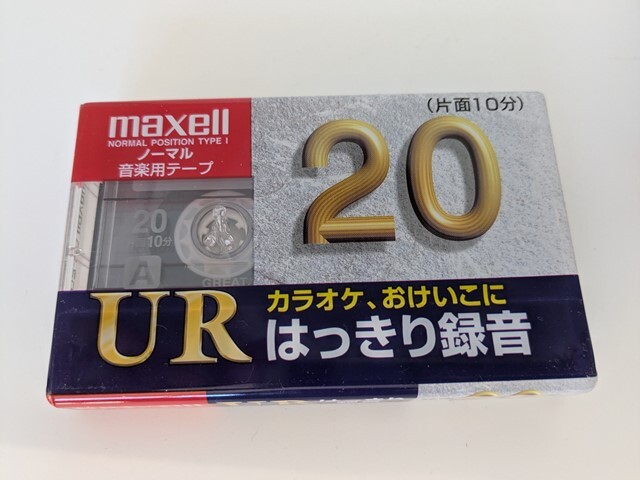 maxell
NORMAL POSITION TYPE I
ノーマル
音楽用テープ
(片面10分)
20
20
10分
A
GREAT
UR
カラオケ、おけいこに
はっきり録音